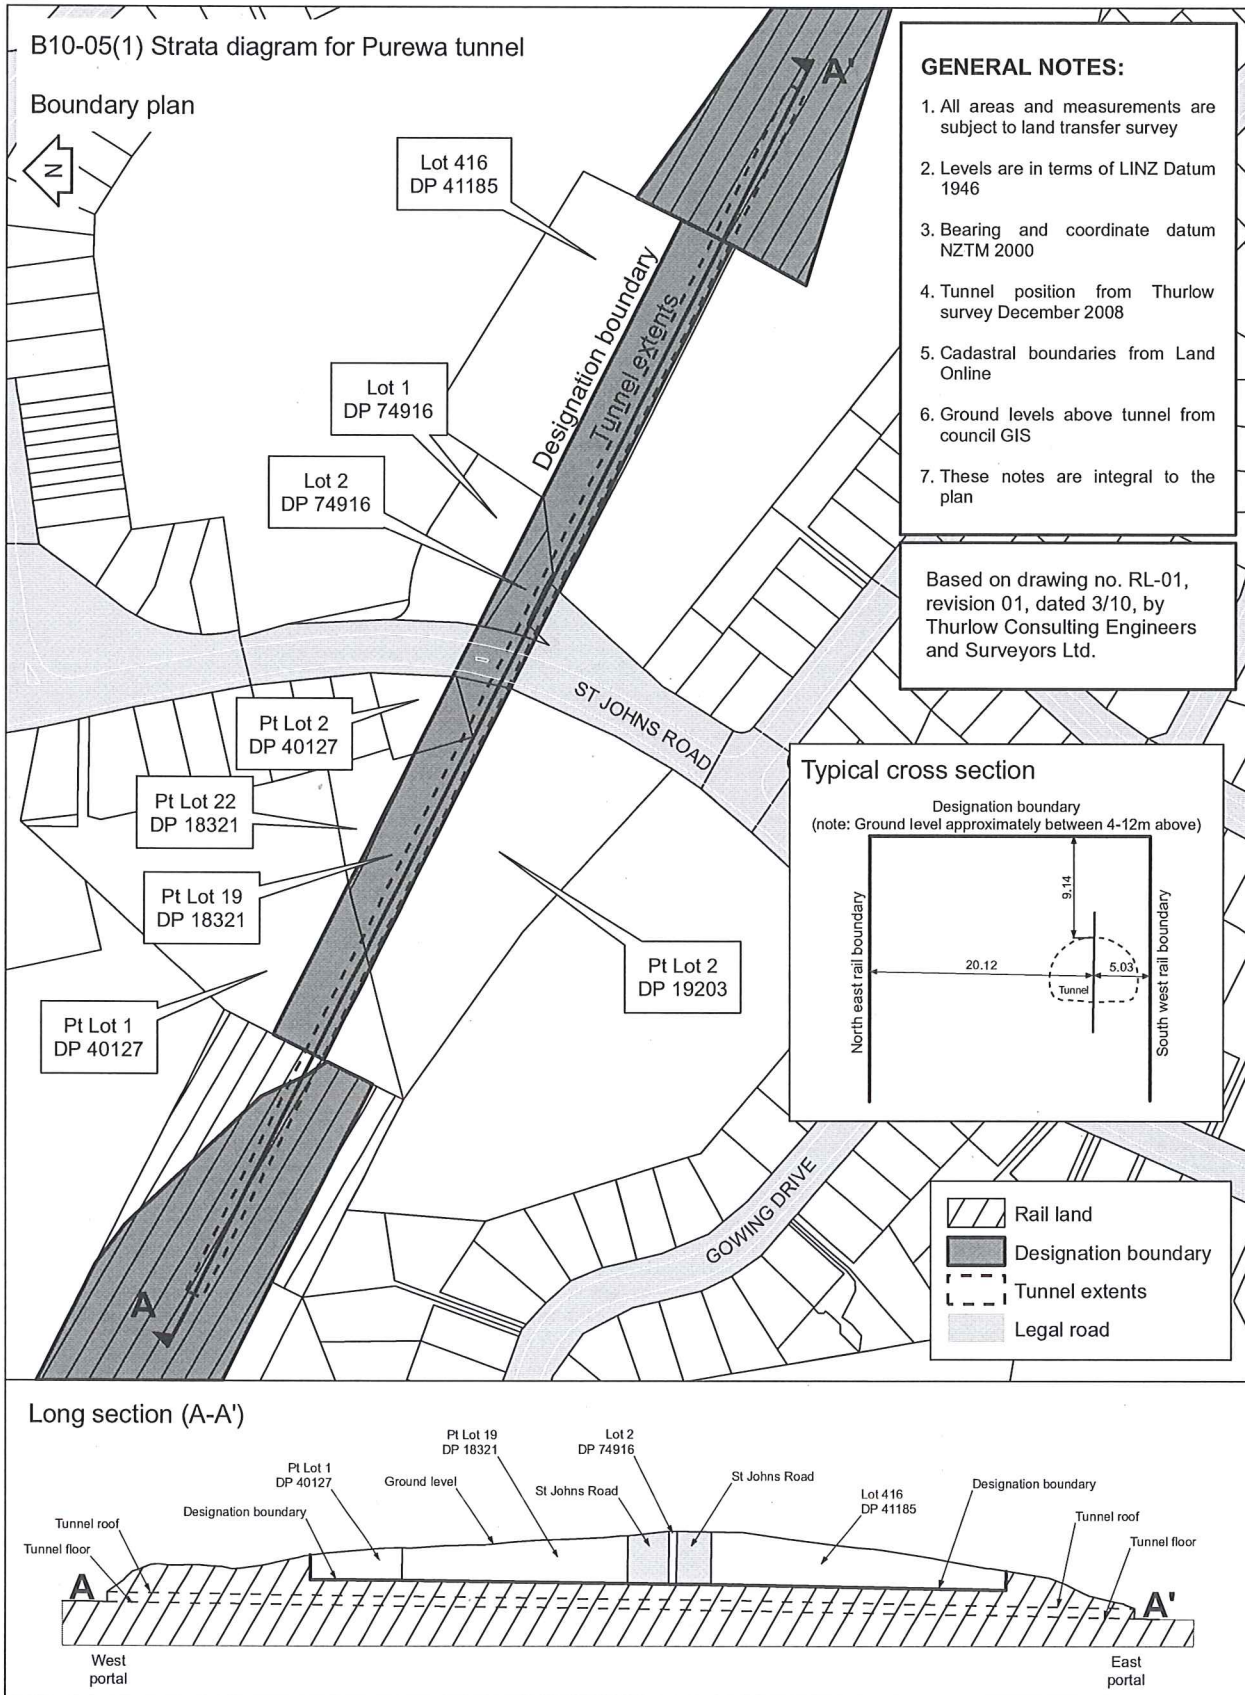 B10-05(1) Strata diagram for Purewa tunnel
Boundary plan
N
A'
Lot 416
DP 41185
Designation boundary
Tunnel extents
Lot 1
DP 74916
Lot 2
DP 74916
ST JOHNS ROAD
Pt Lot 2
DP 40127
Pt Lot 22
DP 18321
Pt Lot 19
DP 18321
Pt Lot 2
DP 19203
Pt Lot 1
DP 40127
GOWING DRIVE
A
GENERAL NOTES:
1. All areas and measurements are
subject to land transfer survey
2. Levels are in terms of LINZ Datum
1946
3. Bearing and coordinate datum
NZTM 2000
4. Tunnel position from Thurlow
survey December 2008
5. Cadastral boundaries from Land
Online
6. Ground levels above tunnel from
council GIS
7. These notes are integral to the
plan
Based on drawing no. RL-01,
revision 01, dated 3/10, by
Thurlow Consulting Engineers
and Surveyors Ltd.
Typical cross section
Designation boundary
(note: Ground level approximately between 4-12m above)
North east rail boundary
9.14
20.12
5.03
Tunnel
South west rail boundary
Rail land
Designation boundary
Tunnel extents
Legal road
Long section (A-A')
Pt Lot 19
DP 18321
Lot 2
DP 74916
Pt Lot 1
DP 40127
Ground level
St Johns Road
St Johns Road
Designation boundary
Lot 416
DP 41185
Designation boundary
Tunnel roof
Tunnel floor
Tunnel roof
Tunnel floor
A
A'
West
portal
East
portal